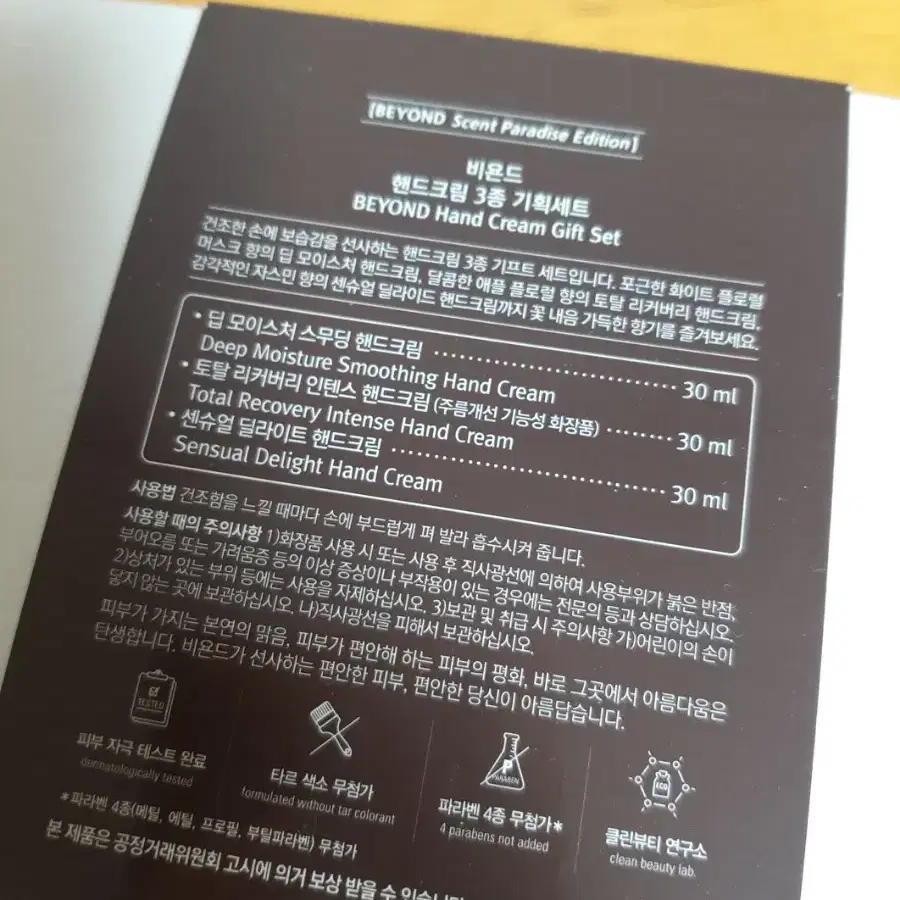 [BEYOND Scent Paradise Edition]
비욘드
핸드크림 3종 기획세트
BEYOND Hand Cream Gift Set
건조한 손에 보습감을 선사하는 핸드크림 3종 기프트 세트입니다. 포근한 화이트 플로럴
머스크 향의 딥 모이스처 핸드크림, 달콤한 애플 플로럴 향의 토탈 리커버리 핸드크림,
감각적인 자스민 향의 센슈얼 딜라이드 핸드크림까지 꽃 내음 가득한 향기를 즐겨보세요.
• 딥 모이스처 스무딩 핸드크림 ........ 30 ml
Deep Moisture Smoothing Hand Cream
• 토탈 리커버리 인텐스 핸드크림 (주름개선 기능성 화장품) ........ 30 ml
Total Recovery Intense Hand Cream
• 센슈얼 딜라이트 핸드크림 ........ 30 ml
Sensual Delight Hand Cream
사용법 건조함을 느낄 때마다 손에 부드럽게 펴 발라 흡수시켜 줍니다.
사용할 때의 주의사항 1)화장품 사용 시 또는 사용 후 직사광선에 의하여 사용부위가 붉은 반점,
부어오름 또는 가려움증 등의 이상 증상이나 부작용이 있는 경우에는 전문의 등과 상담하십시오.
2)상처가 있는 부위 등에는 사용을 자제하십시오. 3)보관 및 취급 시 주의사항 가)어린이의 손이
닿지 않는 곳에 보관하십시오. 나)직사광선을 피해서 보관하십시오.
피부가 가지는 본연의 맑음, 피부가 편안해 하는 피부의 평화, 바로 그곳에서 아름다움은
탄생합니다. 비욘드가 선사하는 편안한 피부, 편안한 당신이 아름답습니다.
TESTED
피부 자극 테스트 완료
dermatologically tested
타르 색소 무첨가
formulated without tar colorant
P
PARABEN
파라벤 4종 무첨가*
4 parabens not added
ECO
클린뷰티 연구소
clean beauty lab.
*파라벤 4종(메틸, 에틸, 프로필, 부틸파라벤) 무첨가
본 제품은 공정거래위원회 고시에 의거 보상 받을 수 있습니다.